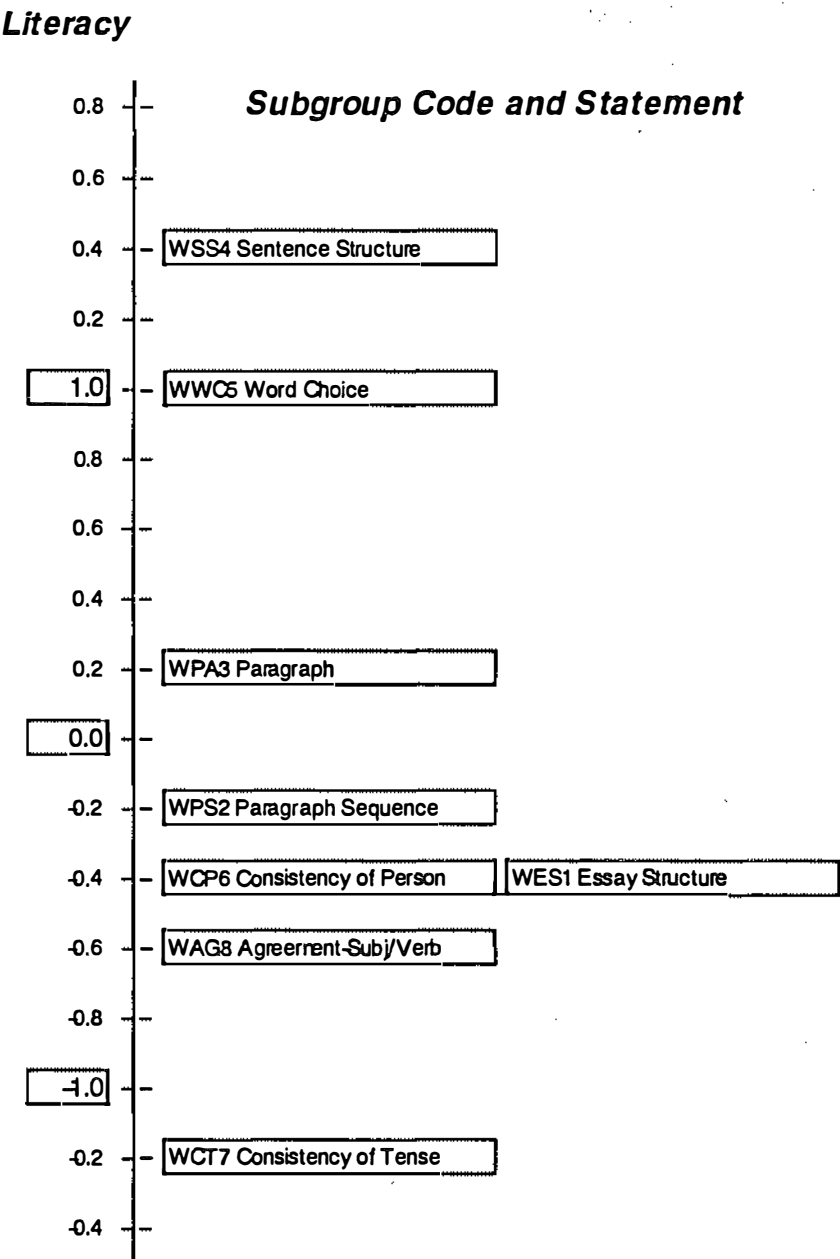 Literacy
Subgroup Code and Statement
0.8
0.6
0.4 WSS4 Sentence Structure
0.2
1.0 WWC5 Word Choice
0.8
0.6
0.4
0.2 WPA3 Paragraph
0.0
-0.2 WPS2 Paragraph Sequence
-0.4 WCP6 Consistency of Person WES1 Essay Structure
-0.6 WAG8 Agreement-Subj/Verb
-0.8
-1.0
-0.2 WCT7 Consistency of Tense
-0.4